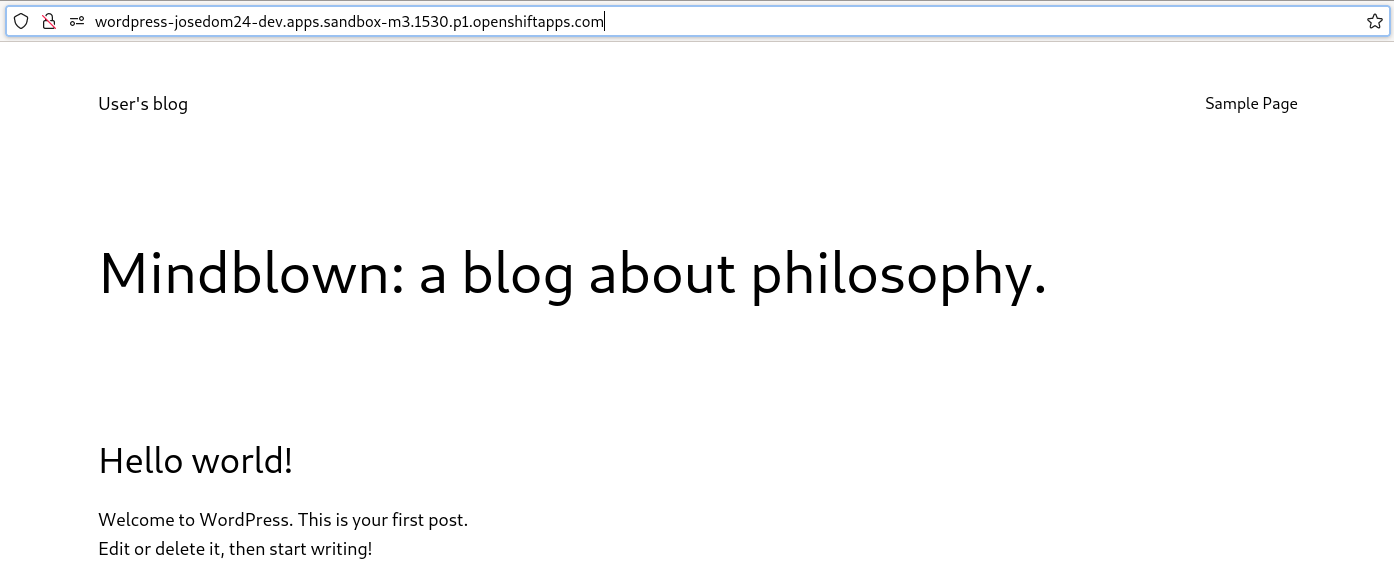 wordpress-josedom24-dev.apps.sandbox-m3.1530.p1.openshiftapps.com
User's blog
Sample Page
Mindblown: a blog about philosophy.
Hello world!
Welcome to WordPress. This is your first post.
Edit or delete it, then start writing!